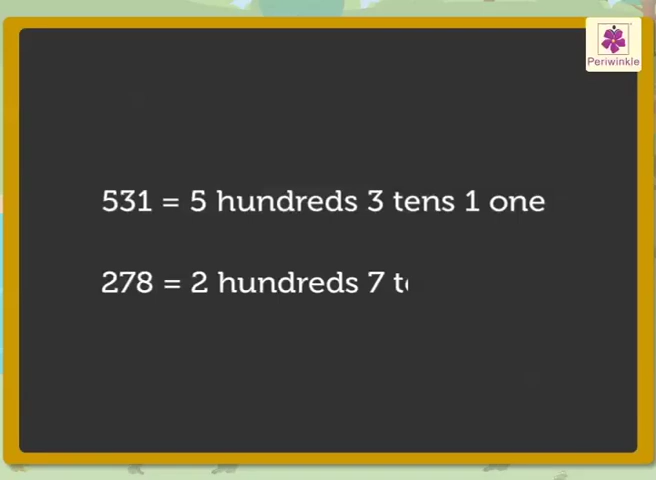 Periwinkle
531 = 5 hundreds 3 tens 1 one
278 = 2 hundreds 7